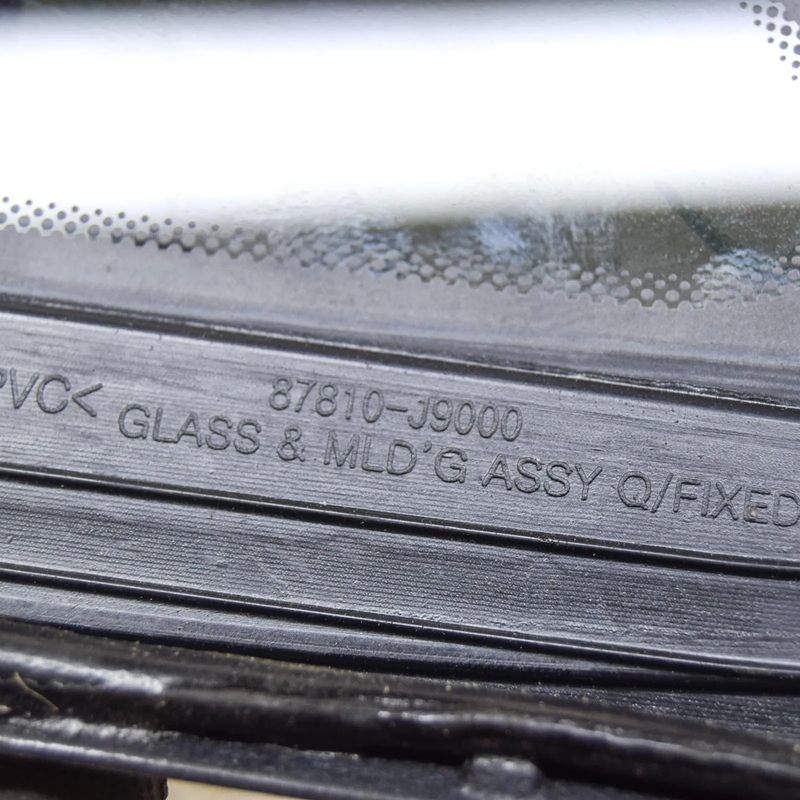 PVC<
87810-J9000
GLASS & MLD'G ASSY Q/FIXED